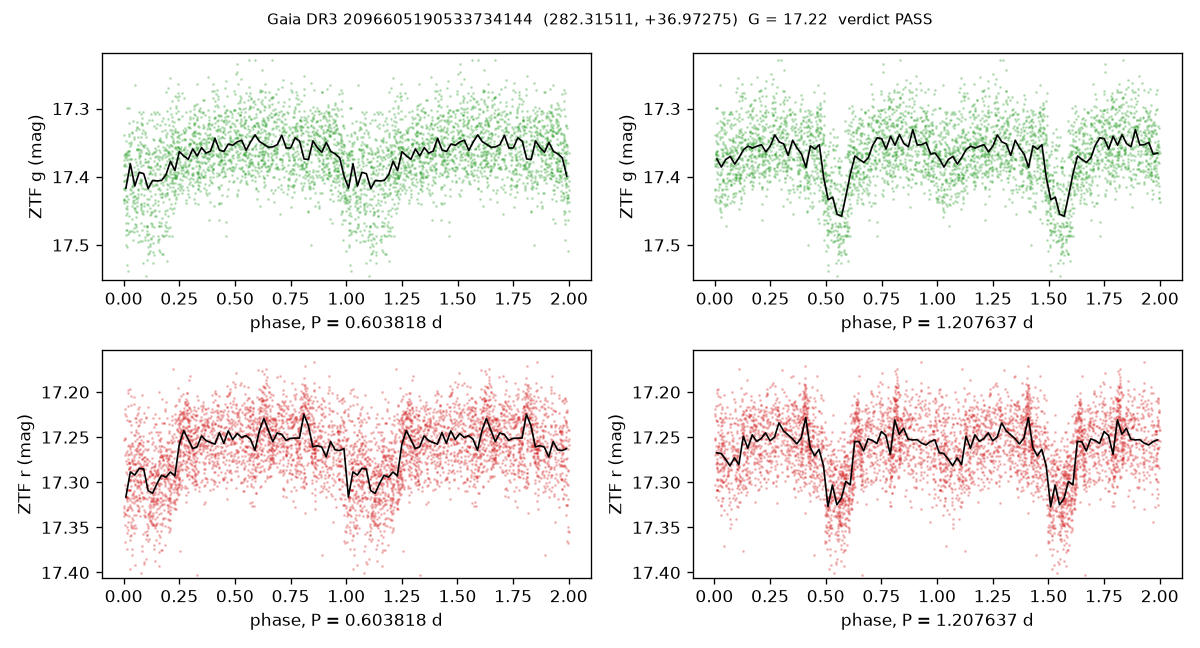 Gaia DR3 2096605190533734144  (282.31511, +36.97275)  G = 17.22  verdict PASS
ZTF g (mag)
17.3
17.4
17.5
0.00 0.25 0.50 0.75 1.00 1.25 1.50 1.75 2.00
phase, P = 0.603818 d
ZTF g (mag)
17.3
17.4
17.5
0.00 0.25 0.50 0.75 1.00 1.25 1.50 1.75 2.00
phase, P = 1.207637 d
ZTF r (mag)
17.20
17.25
17.30
17.35
17.40
0.00 0.25 0.50 0.75 1.00 1.25 1.50 1.75 2.00
phase, P = 0.603818 d
ZTF r (mag)
17.20
17.25
17.30
17.35
17.40
0.00 0.25 0.50 0.75 1.00 1.25 1.50 1.75 2.00
phase, P = 1.207637 d